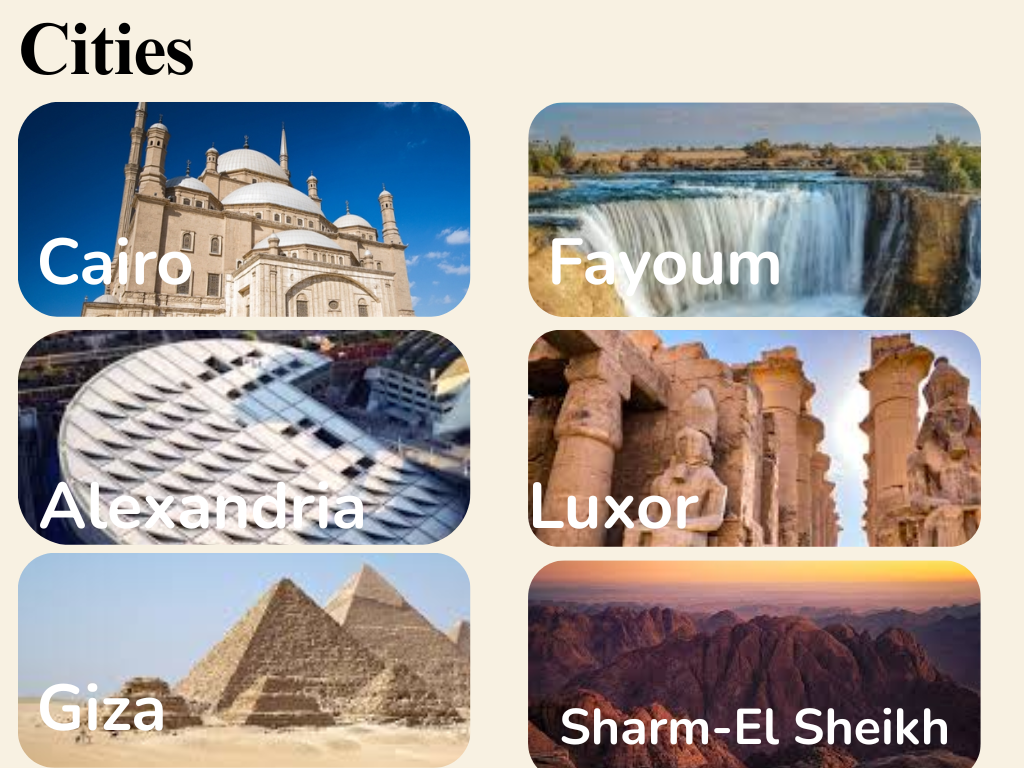 Cities
Cairo
Fayoum
Alexandria
Luxor
Giza
Sharm-El Sheikh